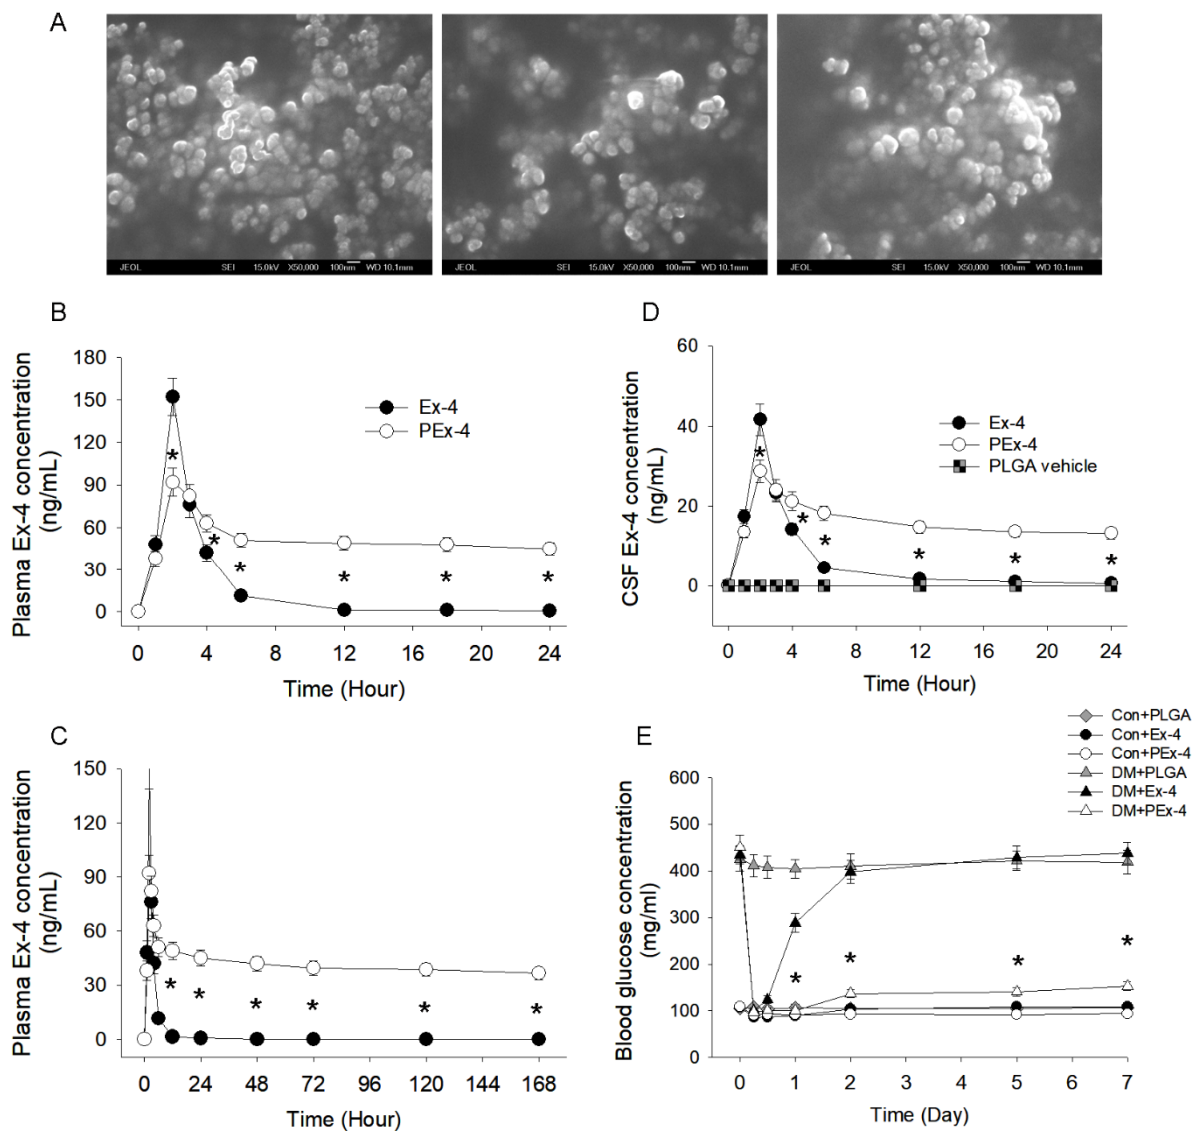 A
JEOL SEI 15.0kV X50,000 100nm WD 10.1mm
JEOL SEI 15.0kV X50,000 100nm WD 10.1mm
JEOL SEI 15.0kV X50,000 100nm WD 10.1mm
B
Plasma Ex-4 concentration
(ng/mL)
180
150
120
90
60
30
0
Ex-4
PEx-4
*
*
*
*
*
*
0 4 8 12 16 20 24
Time (Hour)
D
CSF Ex-4 concentration
(ng/mL)
60
40
20
0
Ex-4
PEx-4
PLGA vehicle
*
*
*
*
*
*
0 4 8 12 16 20 24
Time (Hour)
C
Plasma Ex-4 concentration
(ng/mL)
150
120
90
60
30
0
*
*
*
*
*
*
0 24 48 72 96 120 144 168
Time (Hour)
E
Con+PLGA
Con+Ex-4
Con+PEx-4
DM+PLGA
DM+Ex-4
DM+PEx-4
Blood glucose concentration
(mg/ml)
600
500
400
300
200
100
0
*
*
*
*
0 1 2 3 4 5 6 7
Time (Day)